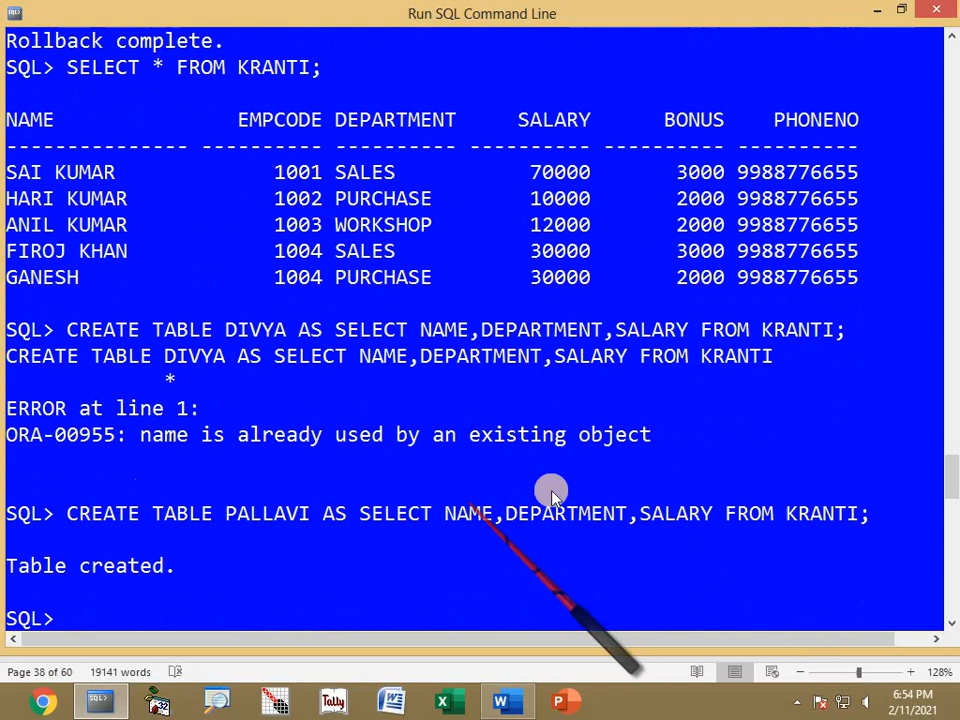 Run SQL Command Line
Rollback complete.
SQL> SELECT * FROM KRANTI;
NAME EMPCODE DEPARTMENT SALARY BONUS PHONENO
--------------- ---------- ---------- ---------- ---------- ----------
SAI KUMAR 1001 SALES 70000 3000 9988776655
HARI KUMAR 1002 PURCHASE 10000 2000 9988776655
ANIL KUMAR 1003 WORKSHOP 12000 2000 9988776655
FIROJ KHAN 1004 SALES 30000 3000 9988776655
GANESH 1004 PURCHASE 30000 2000 9988776655
SQL> CREATE TABLE DIVYA AS SELECT NAME,DEPARTMENT,SALARY FROM KRANTI;
CREATE TABLE DIVYA AS SELECT NAME,DEPARTMENT,SALARY FROM KRANTI
*
ERROR at line 1:
ORA-00955: name is already used by an existing object
SQL> CREATE TABLE PALLAVI AS SELECT NAME,DEPARTMENT,SALARY FROM KRANTI;
Table created.
SQL>
Page 38 of 60 19141 words 128%
SQL> 32 Tally W X W P 6:54 PM
2/11/2021